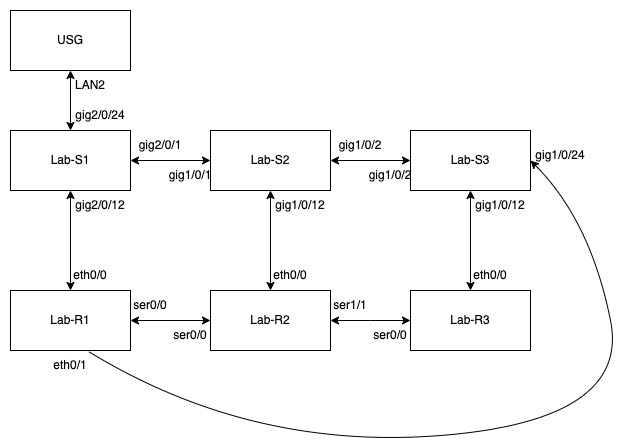 USG
LAN2
gig2/0/24
Lab-S1
gig2/0/1
gig1/0/1
Lab-S2
gig1/0/2
gig1/0/2
Lab-S3
gig1/0/24
gig2/0/12
gig1/0/12
gig1/0/12
eth0/0
eth0/0
eth0/0
Lab-R1
ser0/0
ser0/0
Lab-R2
ser1/1
ser0/0
Lab-R3
eth0/1